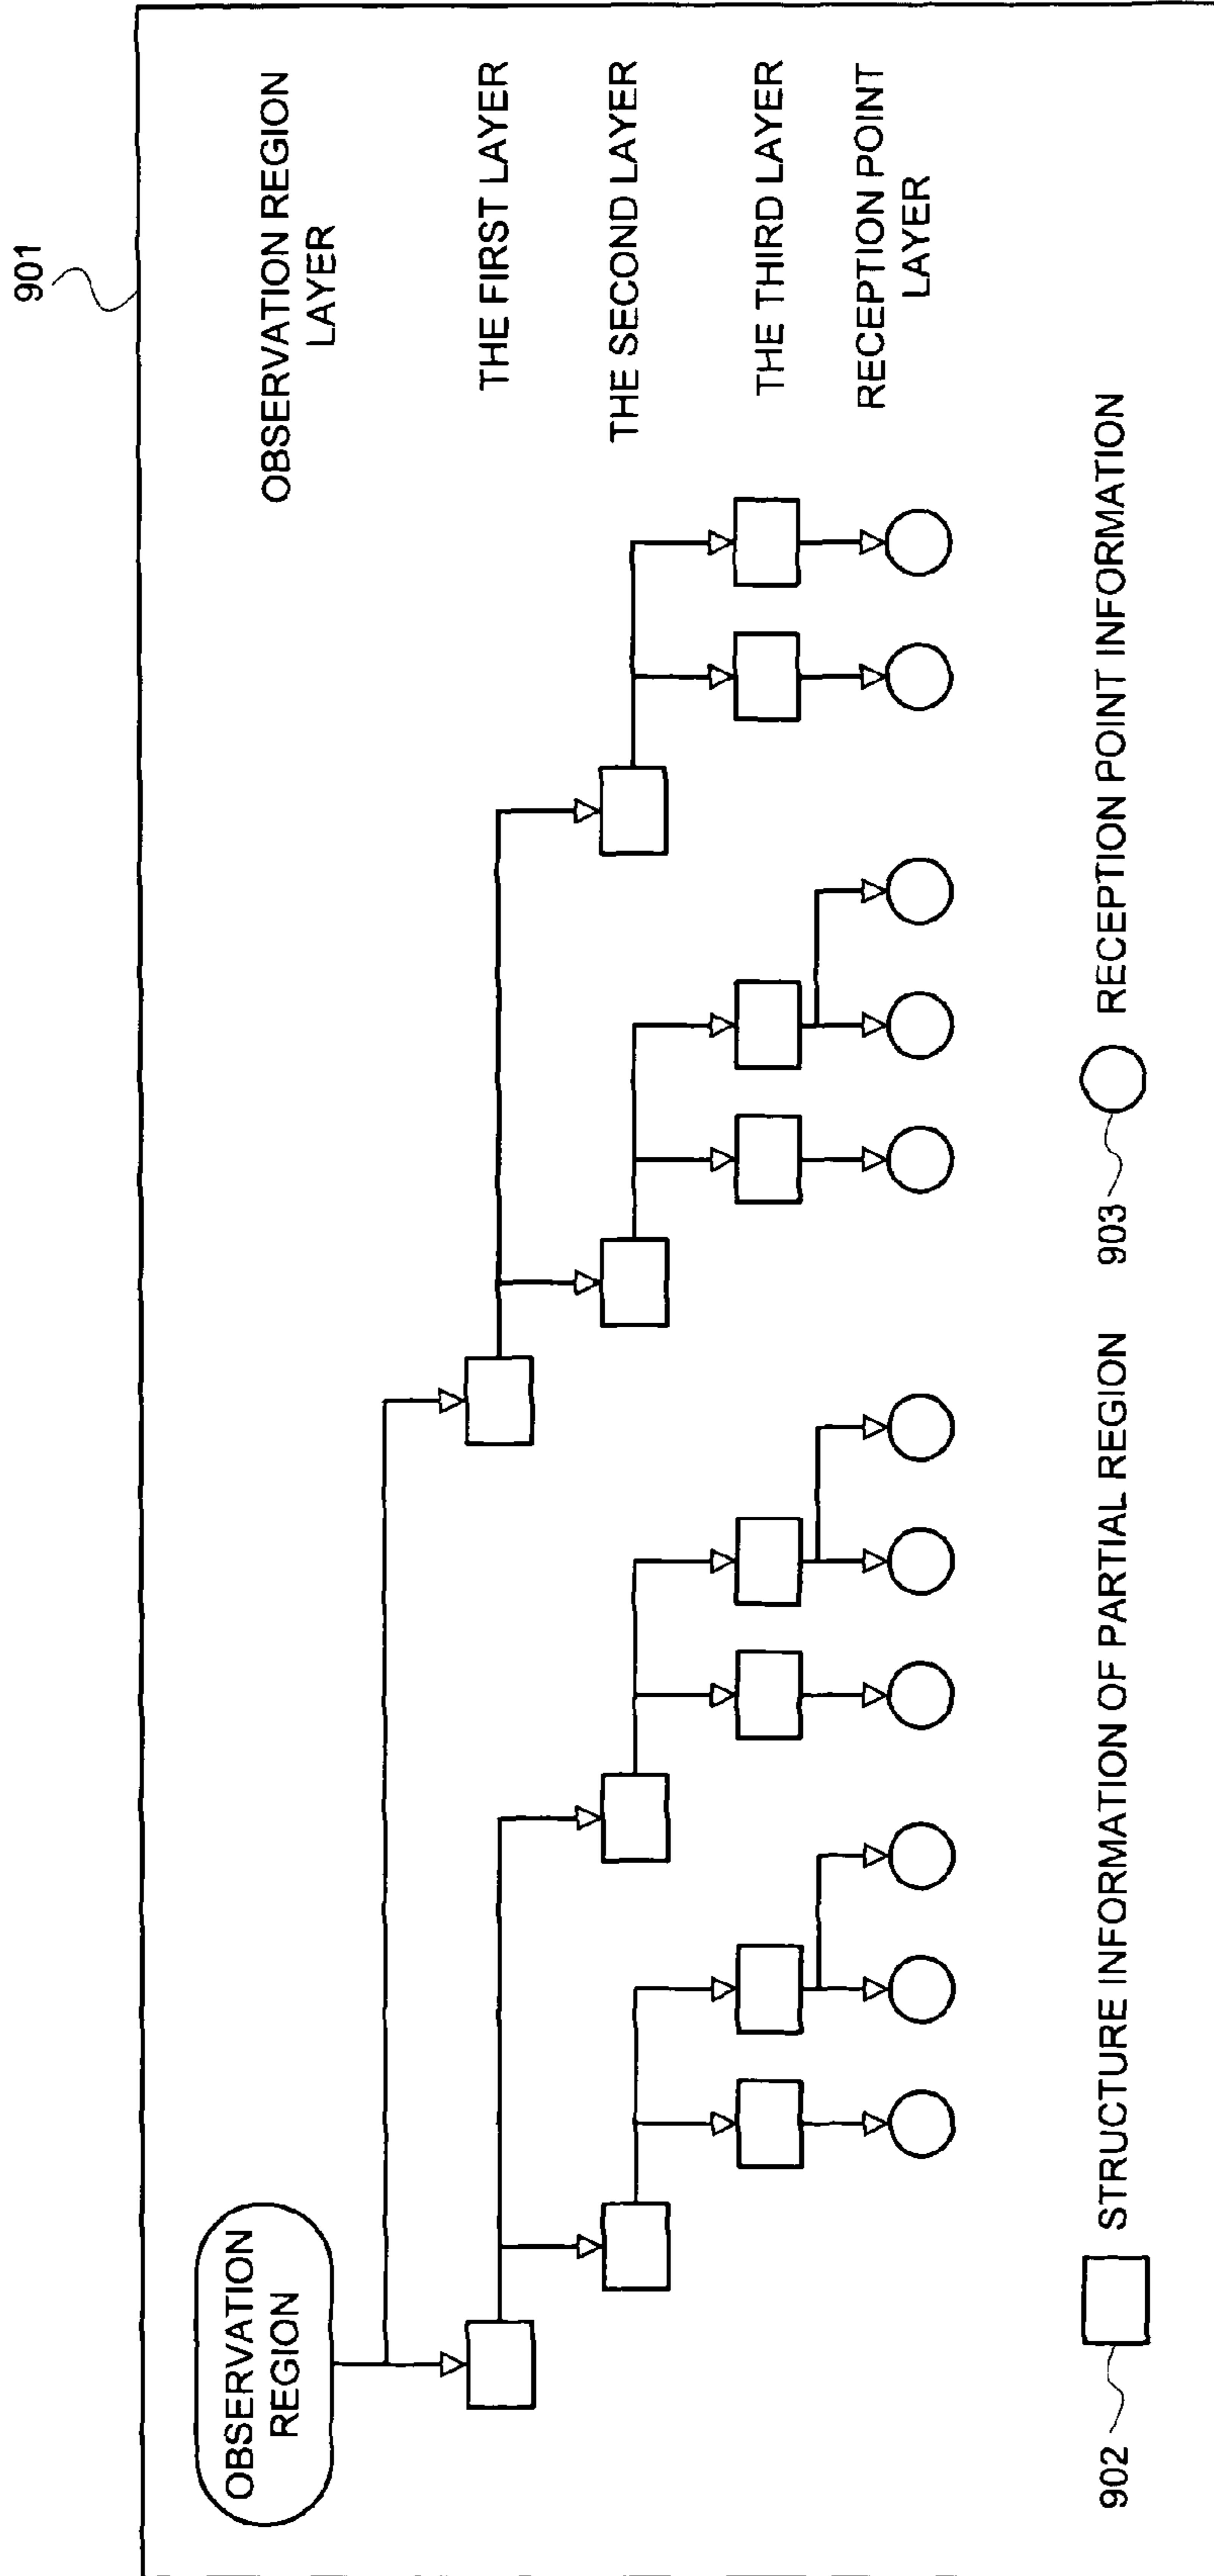 901
OBSERVATION
REGION
OBSERVATION REGION
LAYER
THE FIRST LAYER
THE SECOND LAYER
THE THIRD LAYER
RECEPTION POINT
LAYER
902
STRUCTURE INFORMATION OF PARTIAL REGION
903
RECEPTION POINT INFORMATION